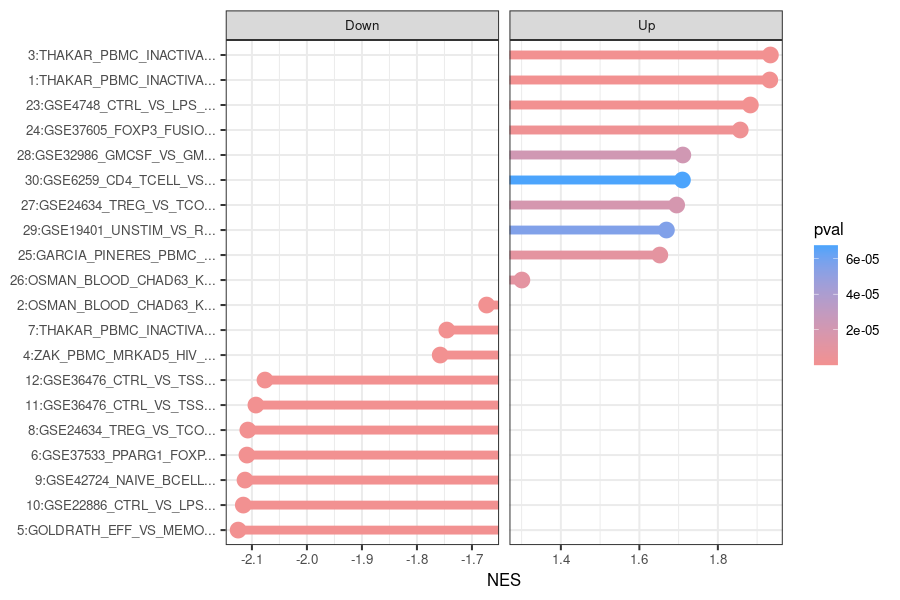 Down
Up
3:THAKAR_PBMC_INACTIVA...
1:THAKAR_PBMC_INACTIVA...
23:GSE4748_CTRL_VS_LPS_...
24:GSE37605_FOXP3_FUSIO...
28:GSE32986_GMCSF_VS_GM...
30:GSE6259_CD4_TCELL_VS...
27:GSE24634_TREG_VS_TCO...
29:GSE19401_UNSTIM_VS_R...
25:GARCIA_PINERES_PBMC_...
26:OSMAN_BLOOD_CHAD63_K...
2:OSMAN_BLOOD_CHAD63_K...
7:THAKAR_PBMC_INACTIVA...
4:ZAK_PBMC_MRKAD5_HIV_...
12:GSE36476_CTRL_VS_TSS...
11:GSE36476_CTRL_VS_TSS...
8:GSE24634_TREG_VS_TCO...
6:GSE37533_PPARG1_FOXP...
9:GSE42724_NAIVE_BCELL...
10:GSE22886_CTRL_VS_LPS...
5:GOLDRATH_EFF_VS_MEMO...
-2.1 -2.0 -1.9 -1.8 -1.7
1.4 1.6 1.8
NES
pval
6e-05
4e-05
2e-05